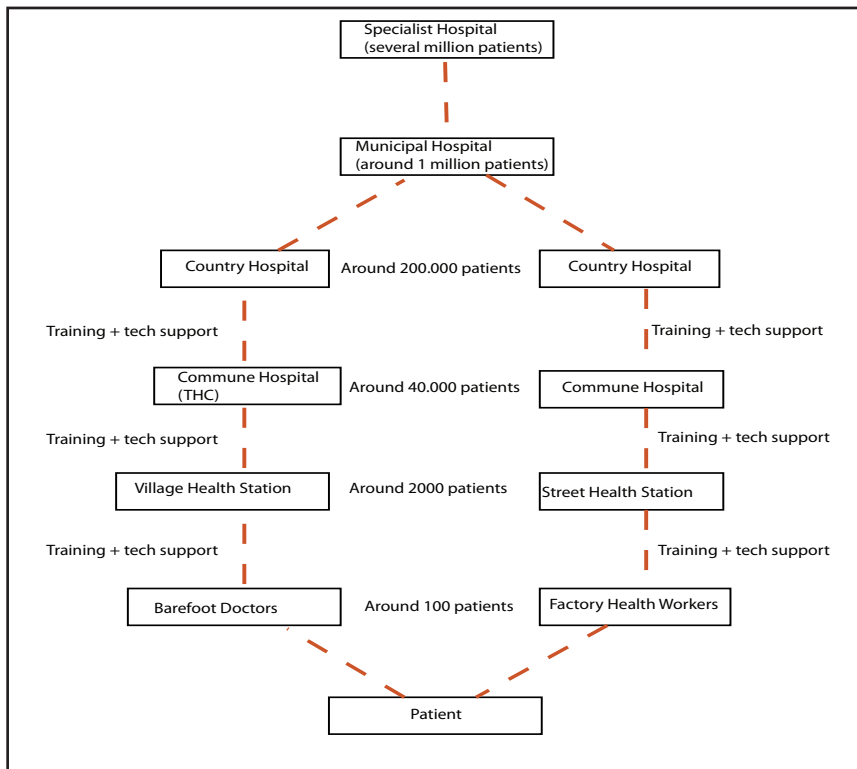 Specialist Hospital
(several million patients)
Municipal Hospital
(around 1 million patients)
Country Hospital
Around 200.000 patients
Country Hospital
Training + tech support
Training + tech support
Commune Hospital
(THC)
Around 40.000 patients
Commune Hospital
Training + tech support
Training + tech support
Village Health Station
Around 2000 patients
Street Health Station
Training + tech support
Training + tech support
Barefoot Doctors
Around 100 patients
Factory Health Workers
Patient